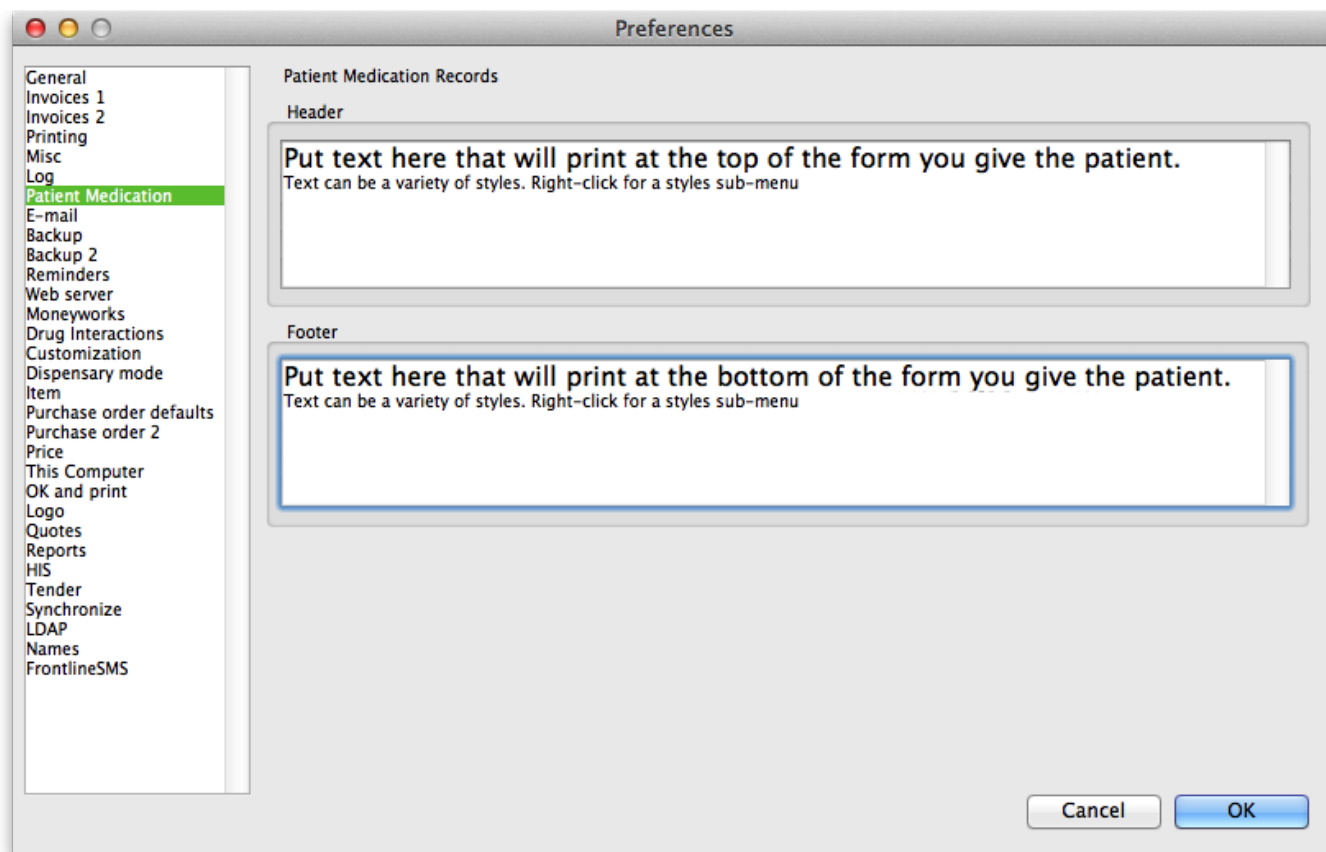 Preferences
General
Invoices 1
Invoices 2
Printing
Misc
Log
Patient Medication
E-mail
Backup
Backup 2
Reminders
Web server
Moneyworks
Drug Interactions
Customization
Dispensary mode
Item
Purchase order defaults
Purchase order 2
Price
This Computer
OK and print
Logo
Quotes
Reports
HIS
Tender
Synchronize
LDAP
Names
FrontlineSMS
Patient Medication Records
Header
Put text here that will print at the top of the form you give the patient.
Text can be a variety of styles. Right-click for a styles sub-menu
Footer
Put text here that will print at the bottom of the form you give the patient.
Text can be a variety of styles. Right-click for a styles sub-menu
Cancel
OK